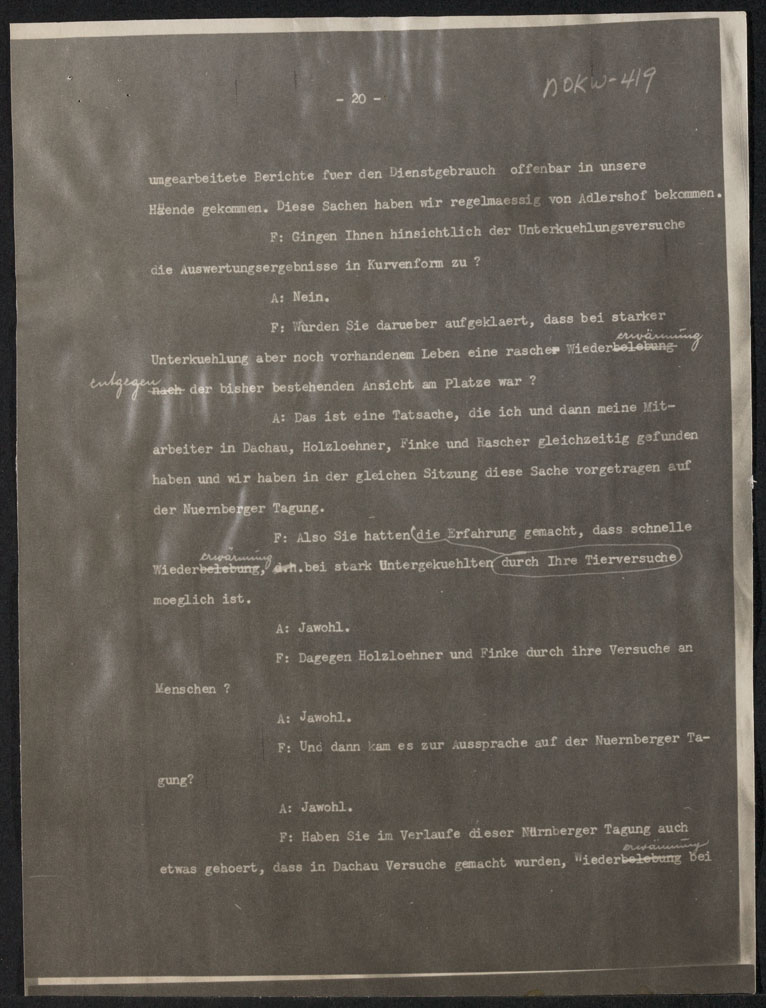 - 20 -
NOKW-419
umgearbeitete Berichte fuer den Dienstgebrauch offenbar in unsere
Häende gekommen. Diese Sachen haben wir regelmaessig von Adlershof bekommen.
F: Gingen Ihnen hinsichtlich der Unterkuehlungsversuche
die Auswertungsergebnisse in Kurvenform zu ?
A: Nein.
F: Wurden Sie darueber aufgeklaert, dass bei starker
erwärmung
Unterkuehlung aber noch vorhandenem Leben eine rascher Wiederbelebung
entgegen nach der bisher bestehenden Ansicht am Platze war ?
A: Das ist eine Tatsache, die ich und dann meine Mit-
arbeiter in Dachau, Holzloehner, Finke und Rascher gleichzeitig gefunden
haben und wir haben in der gleichen Sitzung diese Sache vorgetragen auf
der Nuernberger Tagung.
F: Also Sie hatten (die Erfahrung gemacht, dass schnelle
erwärmung
Wiederbelebung, d.h. bei stark Untergekuehlten durch Ihre Tierversuche
moeglich ist.
A: Jawohl.
F: Dagegen Holzloehner und Finke durch ihre Versuche an
Menschen ?
A: Jawohl.
F: Und dann kam es zur Aussprache auf der Nuernberger Ta-
gung?
A: Jawohl.
F: Haben Sie im Verlaufe dieser Nürnberger Tagung auch
erwärmung
etwas gehoert, dass in Dachau Versuche gemacht wurden, Wiederbelebung bei